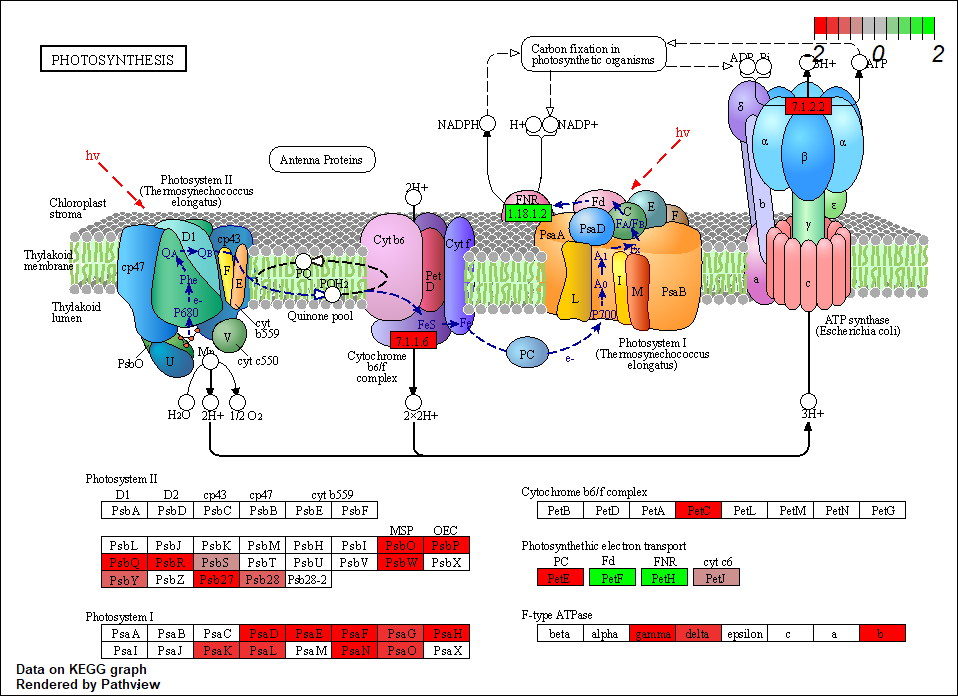 PHOTOSYNTHESIS
-2 0 2
Carbon fixation in
photosynthetic organisms
ADP Pi 3H+ ATP
NADPH H+ NADP+
hν
hν
Antenna Proteins
Photosystem II
(Thermosynechococcus
elongatus)
2H+
Chloroplast
stroma
Thylakoid
membrane
Thylakoid
lumen
D1 cp43
cp47
QA QB
F
E
Phe
e-
P680
Mn
PsbO
U
V
cyt
b559
cyt c550
H2O 2H+ 1/2 O2
PQ
PQH2
Quinone pool
Cyt b6
Cyt f
Pet
D
FeS
Fe
7.1.1.6
Cytochrome
b6/f
complex
2×2H+
PC
e-
FNR
1.18.1.2
Fd
E
C
F
FA/FB
PsaA
PsaD
Fx
A1
A0
I
L
M
PsaB
P700
Photosystem I
(Thermosynechococcus
elongatus)
7.1.2.2
δ
α
α
β
b
ε
γ
a
c
ATP synthase
(Escherichia coli)
3H+
Photosystem II
D1 D2 cp43 cp47 cyt b559
PsbA PsbD PsbC PsbB PsbE PsbF
MSP OEC
PsbL PsbJ PsbK PsbM PsbH PsbI PsbO PsbP
PsbQ PsbR PsbS PsbT PsbU PsbV PsbW PsbX
PsbY PsbZ Psb27 Psb28 Psb28-2
Photosystem I
PsaA PsaB PsaC PsaD PsaE PsaF PsaG PsaH
PsaI PsaJ PsaK PsaL PsaM PsaN PsaO PsaX
Cytochrome b6/f complex
PetB PetD PetA PetC PetL PetM PetN PetG
Photosynthethic electron transport
PC Fd FNR cyt c6
PetE PetF PetH PetJ
F-type ATPase
beta alpha gamma delta epsilon c a b
Data on KEGG graph
Rendered by Pathview